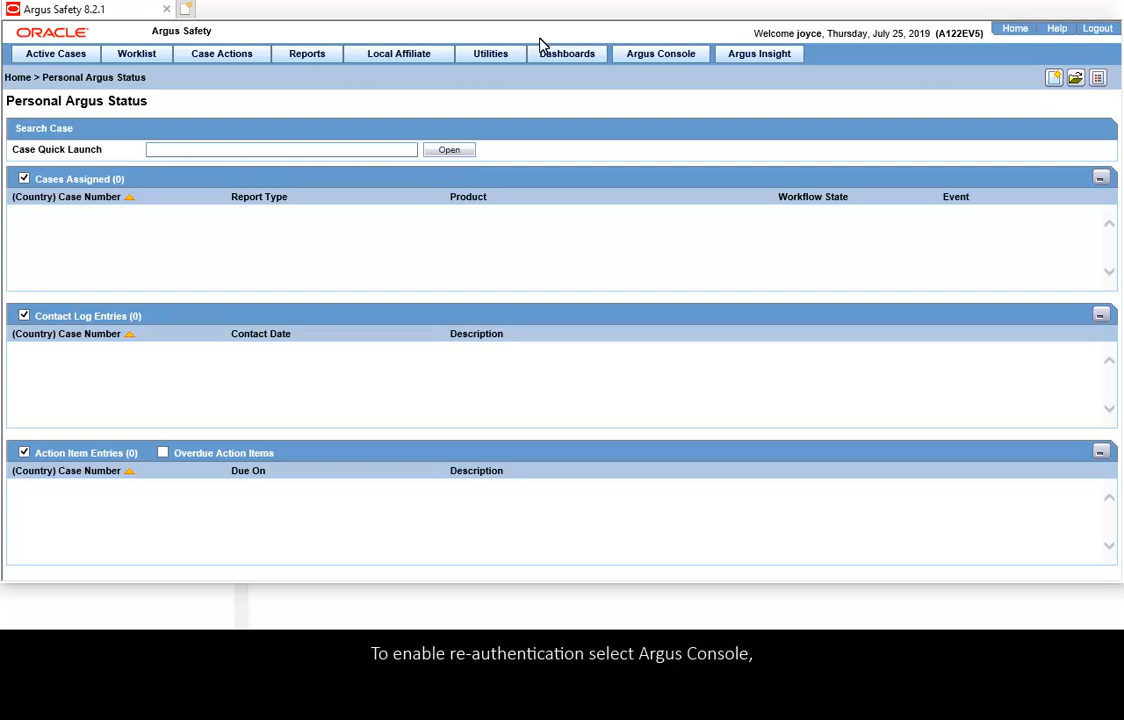 Argus Safety 8.2.1
ORACLE Argus Safety
Welcome joyce, Thursday, July 25, 2019 (A122EV5) Home Help Logout
Active Cases Worklist Case Actions Reports Local Affiliate Utilities Dashboards Argus Console Argus Insight
Home > Personal Argus Status
Personal Argus Status
Search Case
Case Quick Launch Open
Cases Assigned (0)
(Country) Case Number Report Type Product Workflow State Event
Contact Log Entries (0)
(Country) Case Number Contact Date Description
Action Item Entries (0) Overdue Action Items
(Country) Case Number Due On Description
To enable re-authentication select Argus Console,